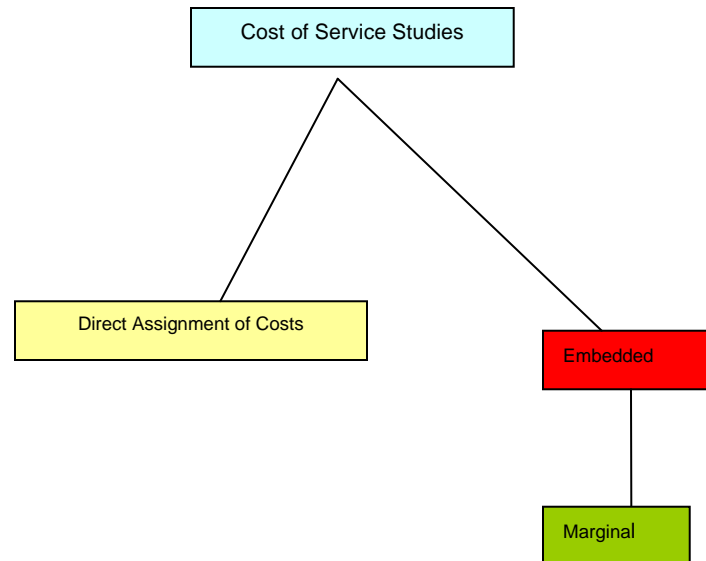 Cost of Service Studies
Direct Assignment of Costs
Embedded
Marginal